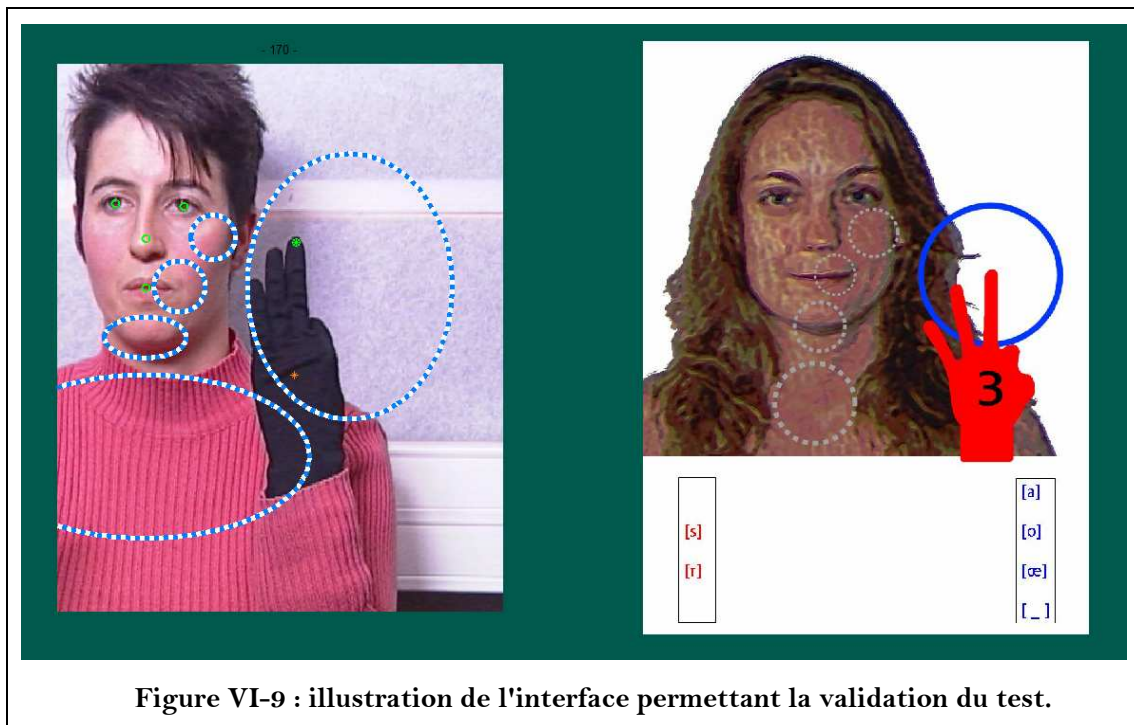 - 170 -
3
[s]
[r]
[a]
[o]
[œ]
[_]
Figure VI-9 : illustration de l'interface permettant la validation du test.